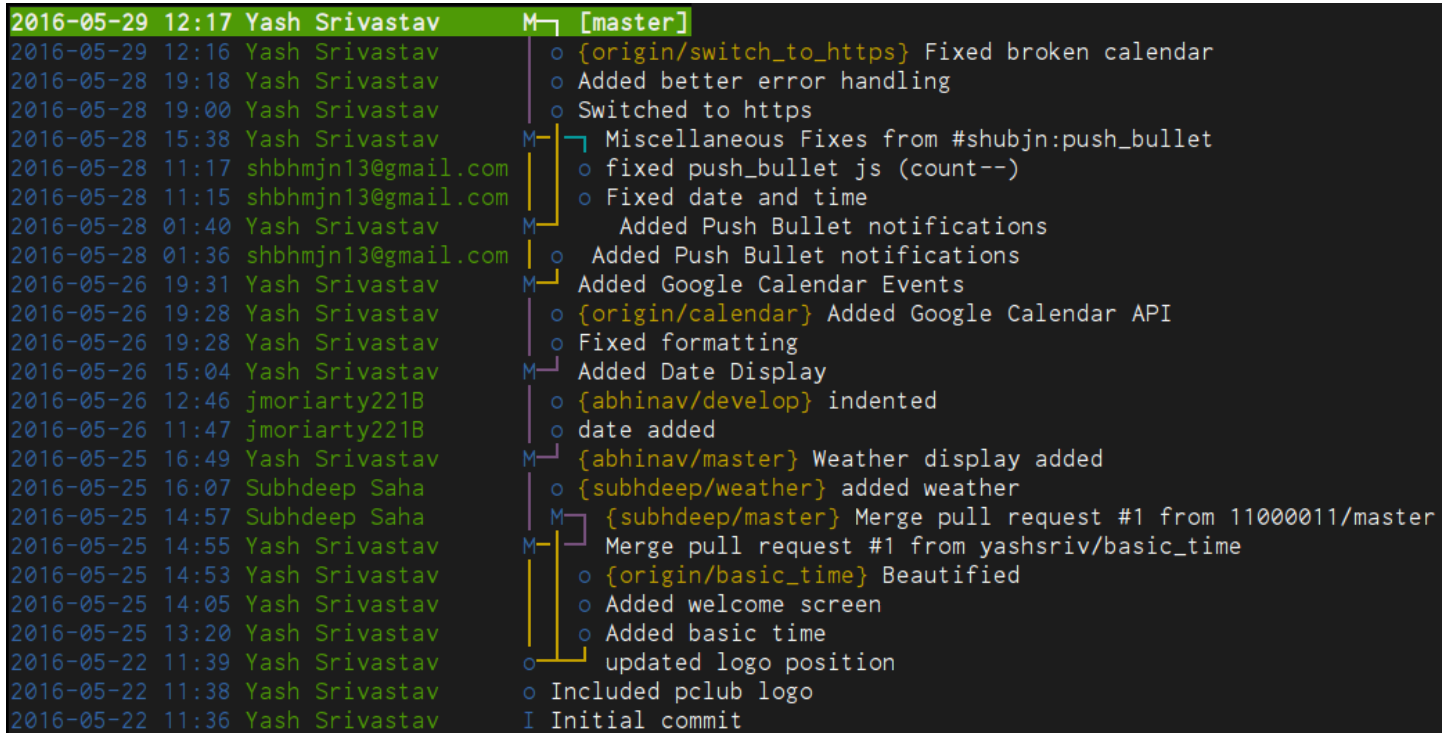 2016-05-29 12:17 Yash Srivastav M─┐ [master]
2016-05-29 12:16 Yash Srivastav │ o {origin/switch_to_https} Fixed broken calendar
2016-05-28 19:18 Yash Srivastav │ o Added better error handling
2016-05-28 19:00 Yash Srivastav │ o Switched to https
2016-05-28 15:38 Yash Srivastav M─│─┐ Miscellaneous Fixes from #shubjn:push_bullet
2016-05-28 11:17 shbhmjn13@gmail.com │ │ o fixed push_bullet js (count--)
2016-05-28 11:15 shbhmjn13@gmail.com │ │ o Fixed date and time
2016-05-28 01:40 Yash Srivastav M─┘ Added Push Bullet notifications
2016-05-28 01:36 shbhmjn13@gmail.com │ o Added Push Bullet notifications
2016-05-26 19:31 Yash Srivastav M─┘ Added Google Calendar Events
2016-05-26 19:28 Yash Srivastav │ o {origin/calendar} Added Google Calendar API
2016-05-26 19:28 Yash Srivastav │ o Fixed formatting
2016-05-26 15:04 Yash Srivastav M─┘ Added Date Display
2016-05-26 12:46 jmoriarty221B │ o {abhinav/develop} indented
2016-05-26 11:47 jmoriarty221B │ o date added
2016-05-25 16:49 Yash Srivastav M─┘ {abhinav/master} Weather display added
2016-05-25 16:07 Subhdeep Saha │ o {subhdeep/weather} added weather
2016-05-25 14:57 Subhdeep Saha │ M─┐ {subhdeep/master} Merge pull request #1 from 11000011/master
2016-05-25 14:55 Yash Srivastav M─│─┘ Merge pull request #1 from yashsriv/basic_time
2016-05-25 14:53 Yash Srivastav │ │ o {origin/basic_time} Beautified
2016-05-25 14:05 Yash Srivastav │ │ o Added welcome screen
2016-05-25 13:20 Yash Srivastav │ │ o Added basic time
2016-05-22 11:39 Yash Srivastav o─┴─┘ updated logo position
2016-05-22 11:38 Yash Srivastav o Included pclub logo
2016-05-22 11:36 Yash Srivastav I Initial commit